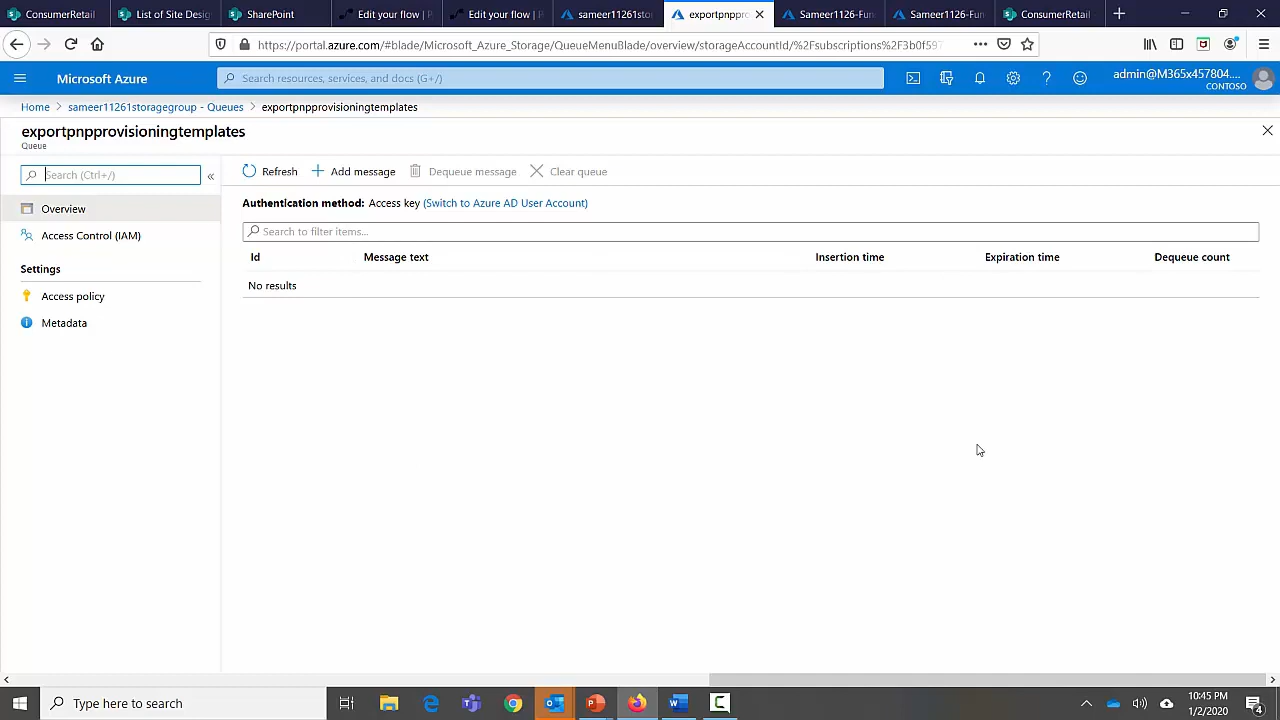 ConsumerRetail
List of Site Desig
SharePoint
Edit your flow | P
Edit your flow | P
sameer11261stor
exportpnppro
Sameer1126-Fun
Sameer1126-Fun
ConsumerRetail
https://portal.azure.com/#blade/Microsoft_Azure_Storage/QueueMenuBlade/overview/storageAccountId/%2Fsubscriptions%2F3b0f597
Microsoft Azure
Search resources, services, and docs (G+/)
admin@M365x457804....
CONTOSO
Home > sameer11261storagegroup - Queues > exportpnpprovisioningtemplates
exportpnpprovisioningtemplates
Queue
Search (Ctrl+/)
«
Refresh
Add message
Dequeue message
Clear queue
Overview
Authentication method: Access key (Switch to Azure AD User Account)
Access Control (IAM)
Search to filter items...
Id Message text Insertion time Expiration time Dequeue count
Settings
No results
Access policy
Metadata
Type here to search
10:45 PM
1/2/2020
4